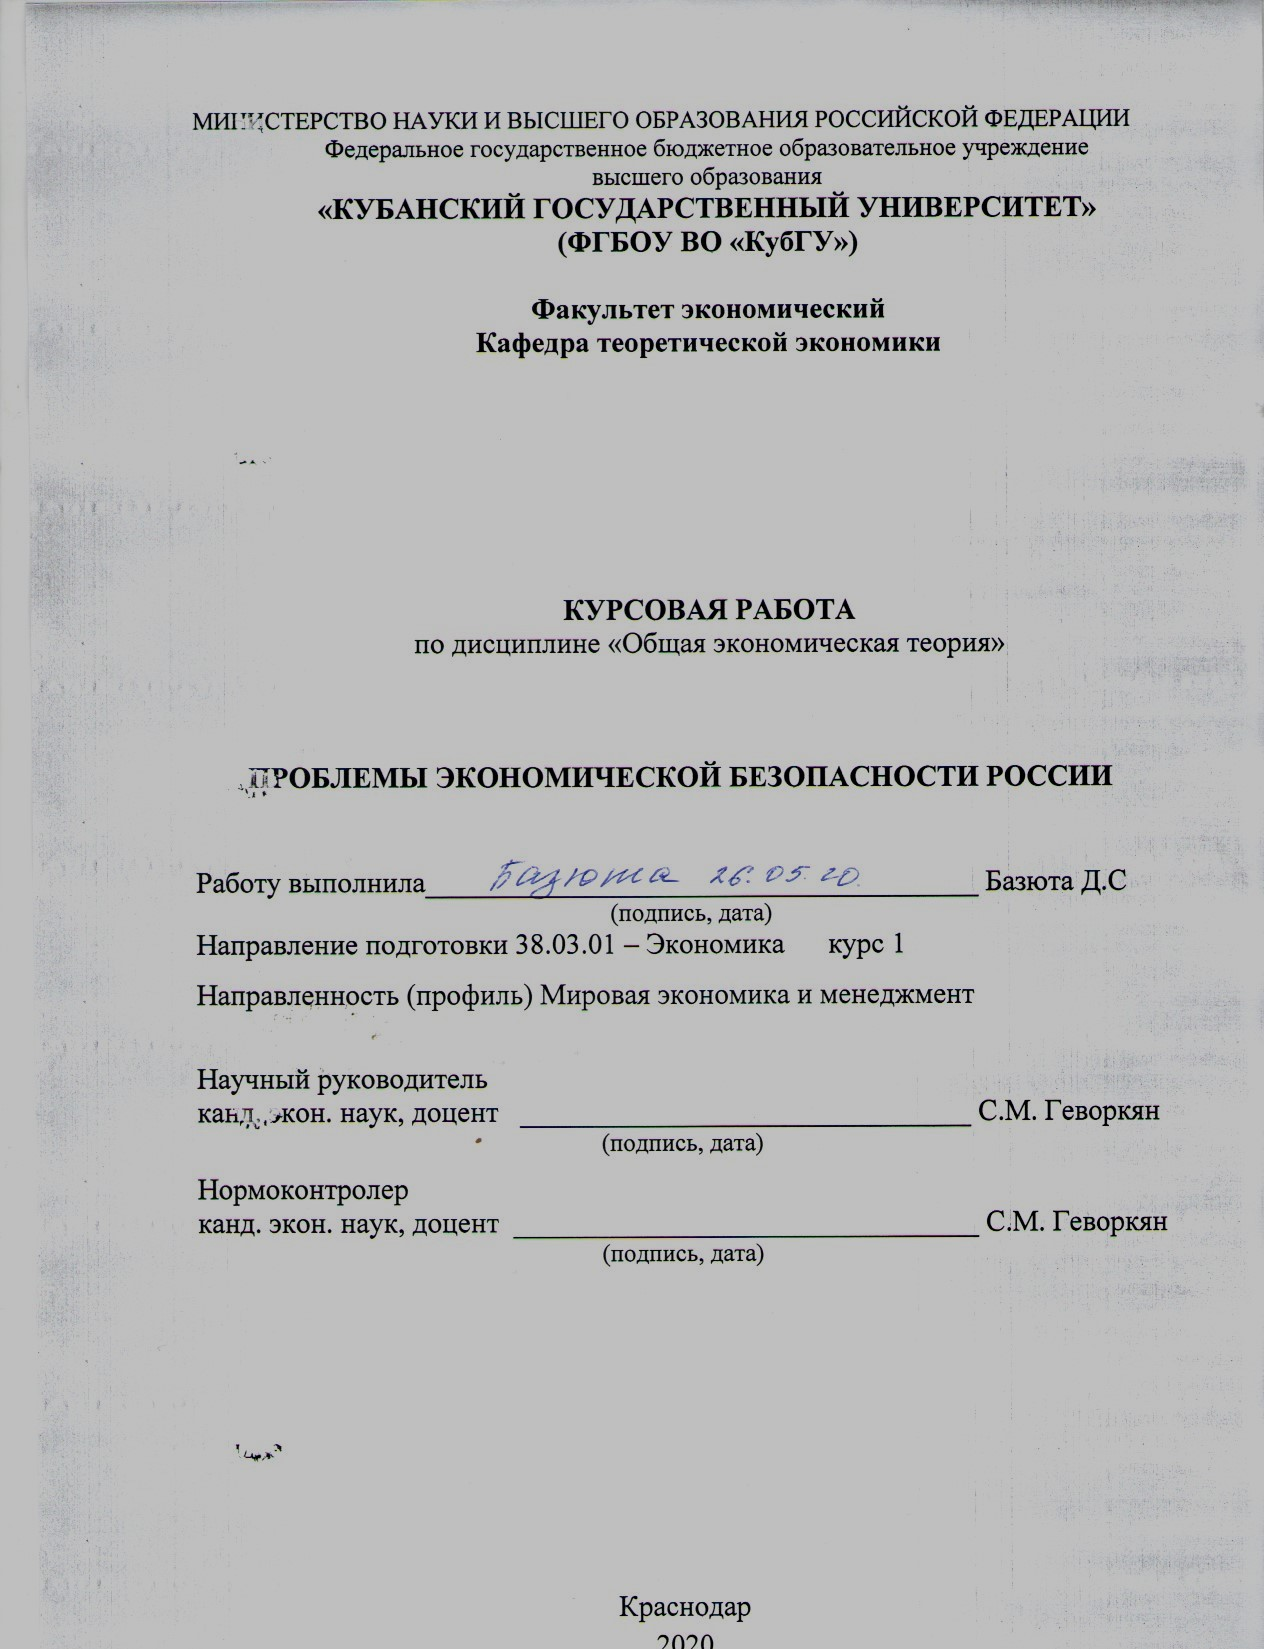 МИНИСТЕРСТВО НАУКИ И ВЫСШЕГО ОБРАЗОВАНИЯ РОССИЙСКОЙ ФЕДЕРАЦИИ
Федеральное государственное бюджетное образовательное учреждение
высшего образования
«КУБАНСКИЙ ГОСУДАРСТВЕННЫЙ УНИВЕРСИТЕТ»
(ФГБОУ ВО «КубГУ»)
Факультет экономический
Кафедра теоретической экономики
КУРСОВАЯ РАБОТА
по дисциплине «Общая экономическая теория»
ПРОБЛЕМЫ ЭКОНОМИЧЕСКОЙ БЕЗОПАСНОСТИ РОССИИ
Работу выполнила Базюта 26.05.20 Базюта Д.С
(подпись, дата)
Направление подготовки 38.03.01 – Экономика курс 1
Направленность (профиль) Мировая экономика и менеджмент
Научный руководитель
канд. экон. наук, доцент С.М. Геворкян
(подпись, дата)
Нормоконтролер
канд. экон. наук, доцент С.М. Геворкян
(подпись, дата)
Краснодар
2020